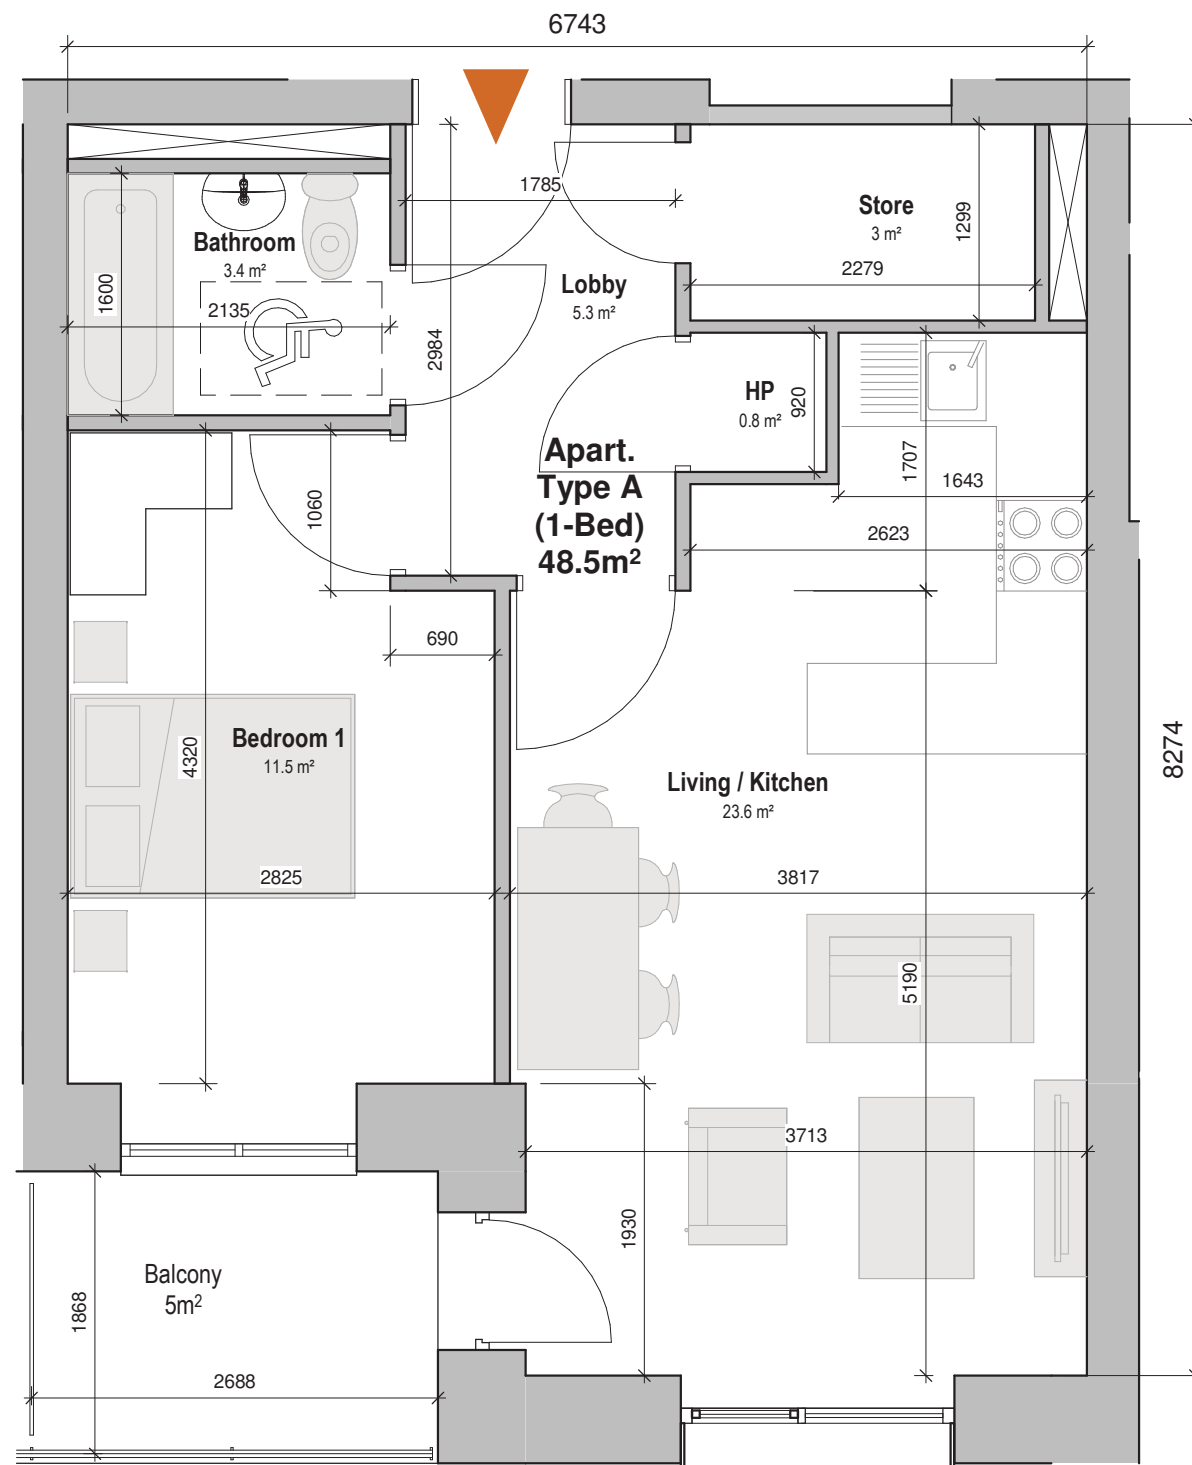 6743
1785
Store
3 m²
1299
2279
Bathroom
3.4 m²
1600
2135
Lobby
5.3 m²
2984
HP
0.8 m²
920
Apart.
Type A
(1-Bed)
48.5m²
1707
1643
2623
1060
690
Bedroom 1
11.5 m²
4320
8274
Living / Kitchen
23.6 m²
2825
3817
5190
3713
1930
Balcony
5m²
1868
2688